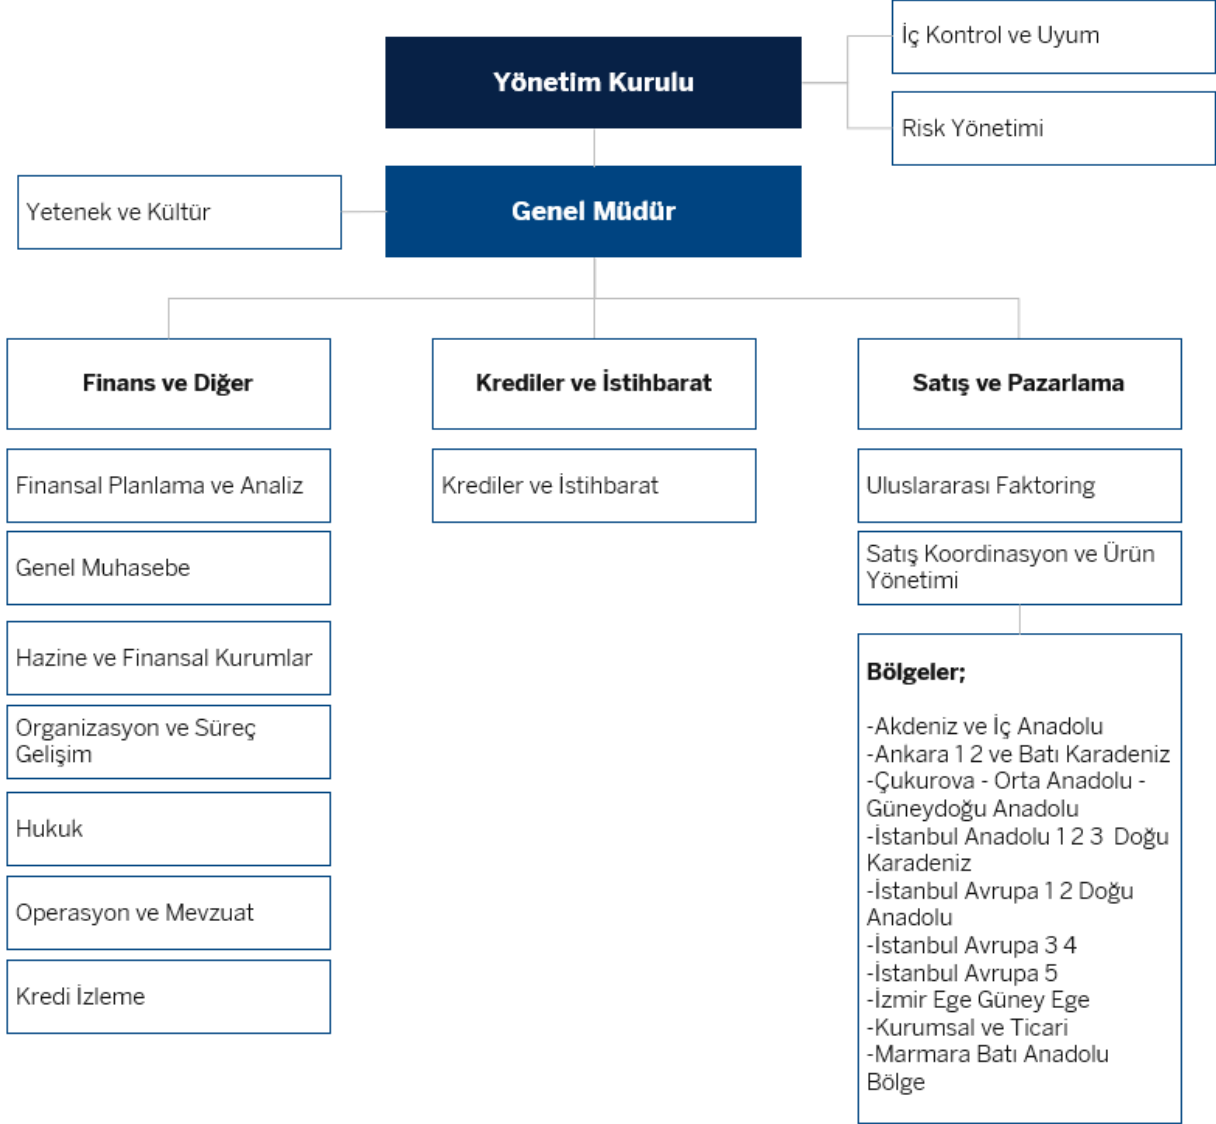 İç Kontrol ve Uyum
Yönetim Kurulu
Risk Yönetimi
Yetenek ve Kültür
Genel Müdür
Finans ve Diğer
Krediler ve İstihbarat
Satış ve Pazarlama
Finansal Planlama ve Analiz
Krediler ve İstihbarat
Uluslararası Faktoring
Genel Muhasebe
Satış Koordinasyon ve Ürün
Yönetimi
Hazine ve Finansal Kurumlar
Organizasyon ve Süreç
Gelişim
Hukuk
Operasyon ve Mevzuat
Kredi İzleme
Bölgeler;
-Akdeniz ve İç Anadolu
-Ankara 1 2 ve Batı Karadeniz
-Çukurova - Orta Anadolu -
Güneydoğu Anadolu
-İstanbul Anadolu 1 2 3 Doğu
Karadeniz
-İstanbul Avrupa 1 2 Doğu
Anadolu
-İstanbul Avrupa 3 4
-İstanbul Avrupa 5
-İzmir Ege Güney Ege
-Kurumsal ve Ticari
-Marmara Batı Anadolu
Bölge